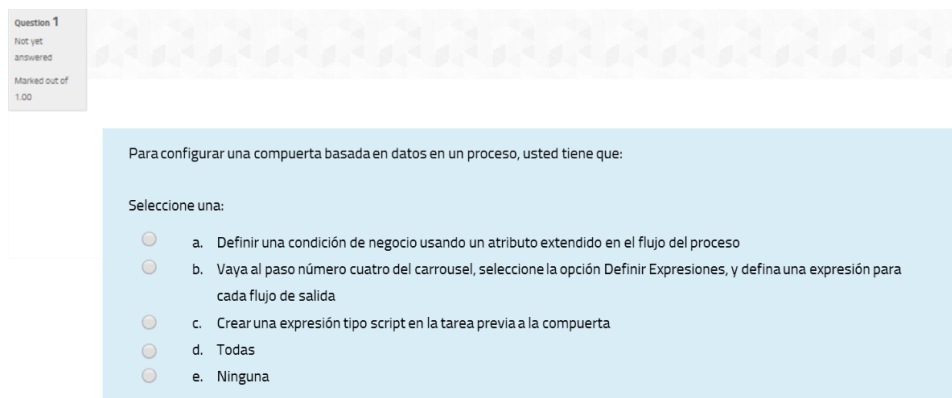 Question 1
Not yet
answered
Marked out of
1.00
Para configurar una compuerta basada en datos en un proceso, usted tiene que:
Seleccione una:
a. Definir una condición de negocio usando un atributo extendido en el flujo del proceso
b. Vaya al paso número cuatro del carrousel, seleccione la opción Definir Expresiones, y defina una expresión para
cada flujo de salida
c. Crear una expresión tipo script en la tarea previa a la compuerta
d. Todas
e. Ninguna